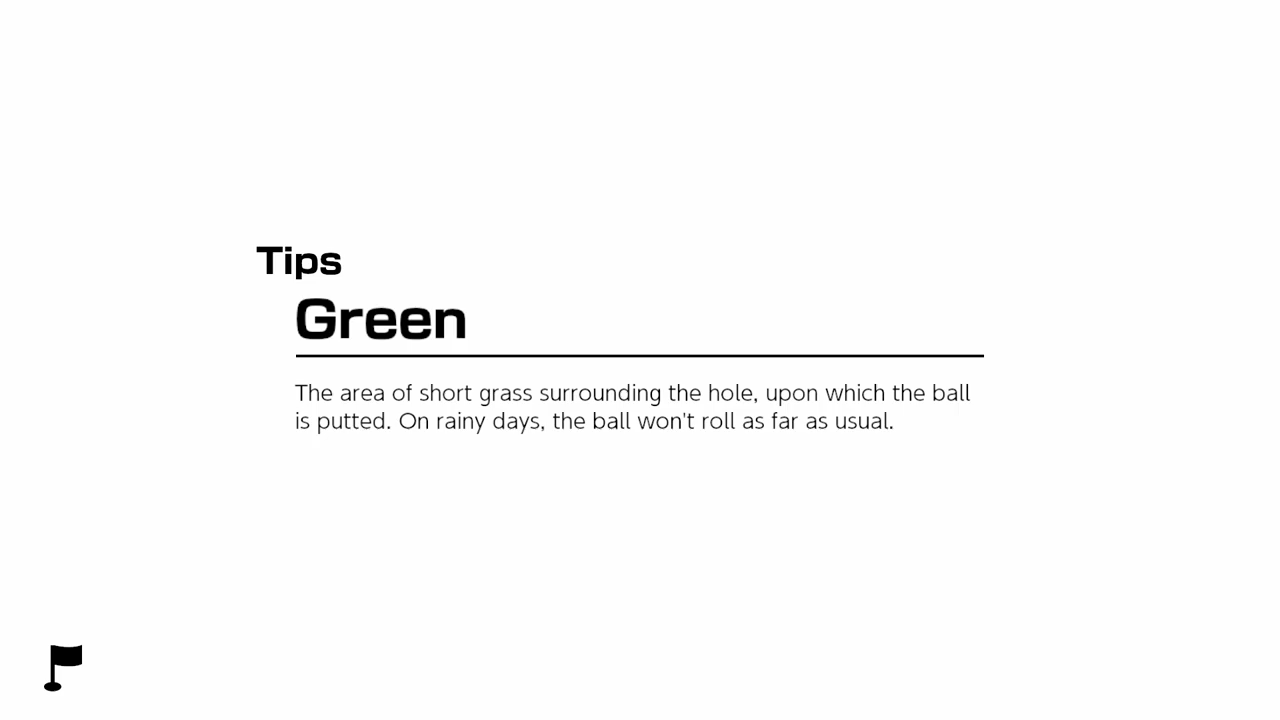 Tips
Green
The area of short grass surrounding the hole, upon which the ball
is putted. On rainy days, the ball won't roll as far as usual.